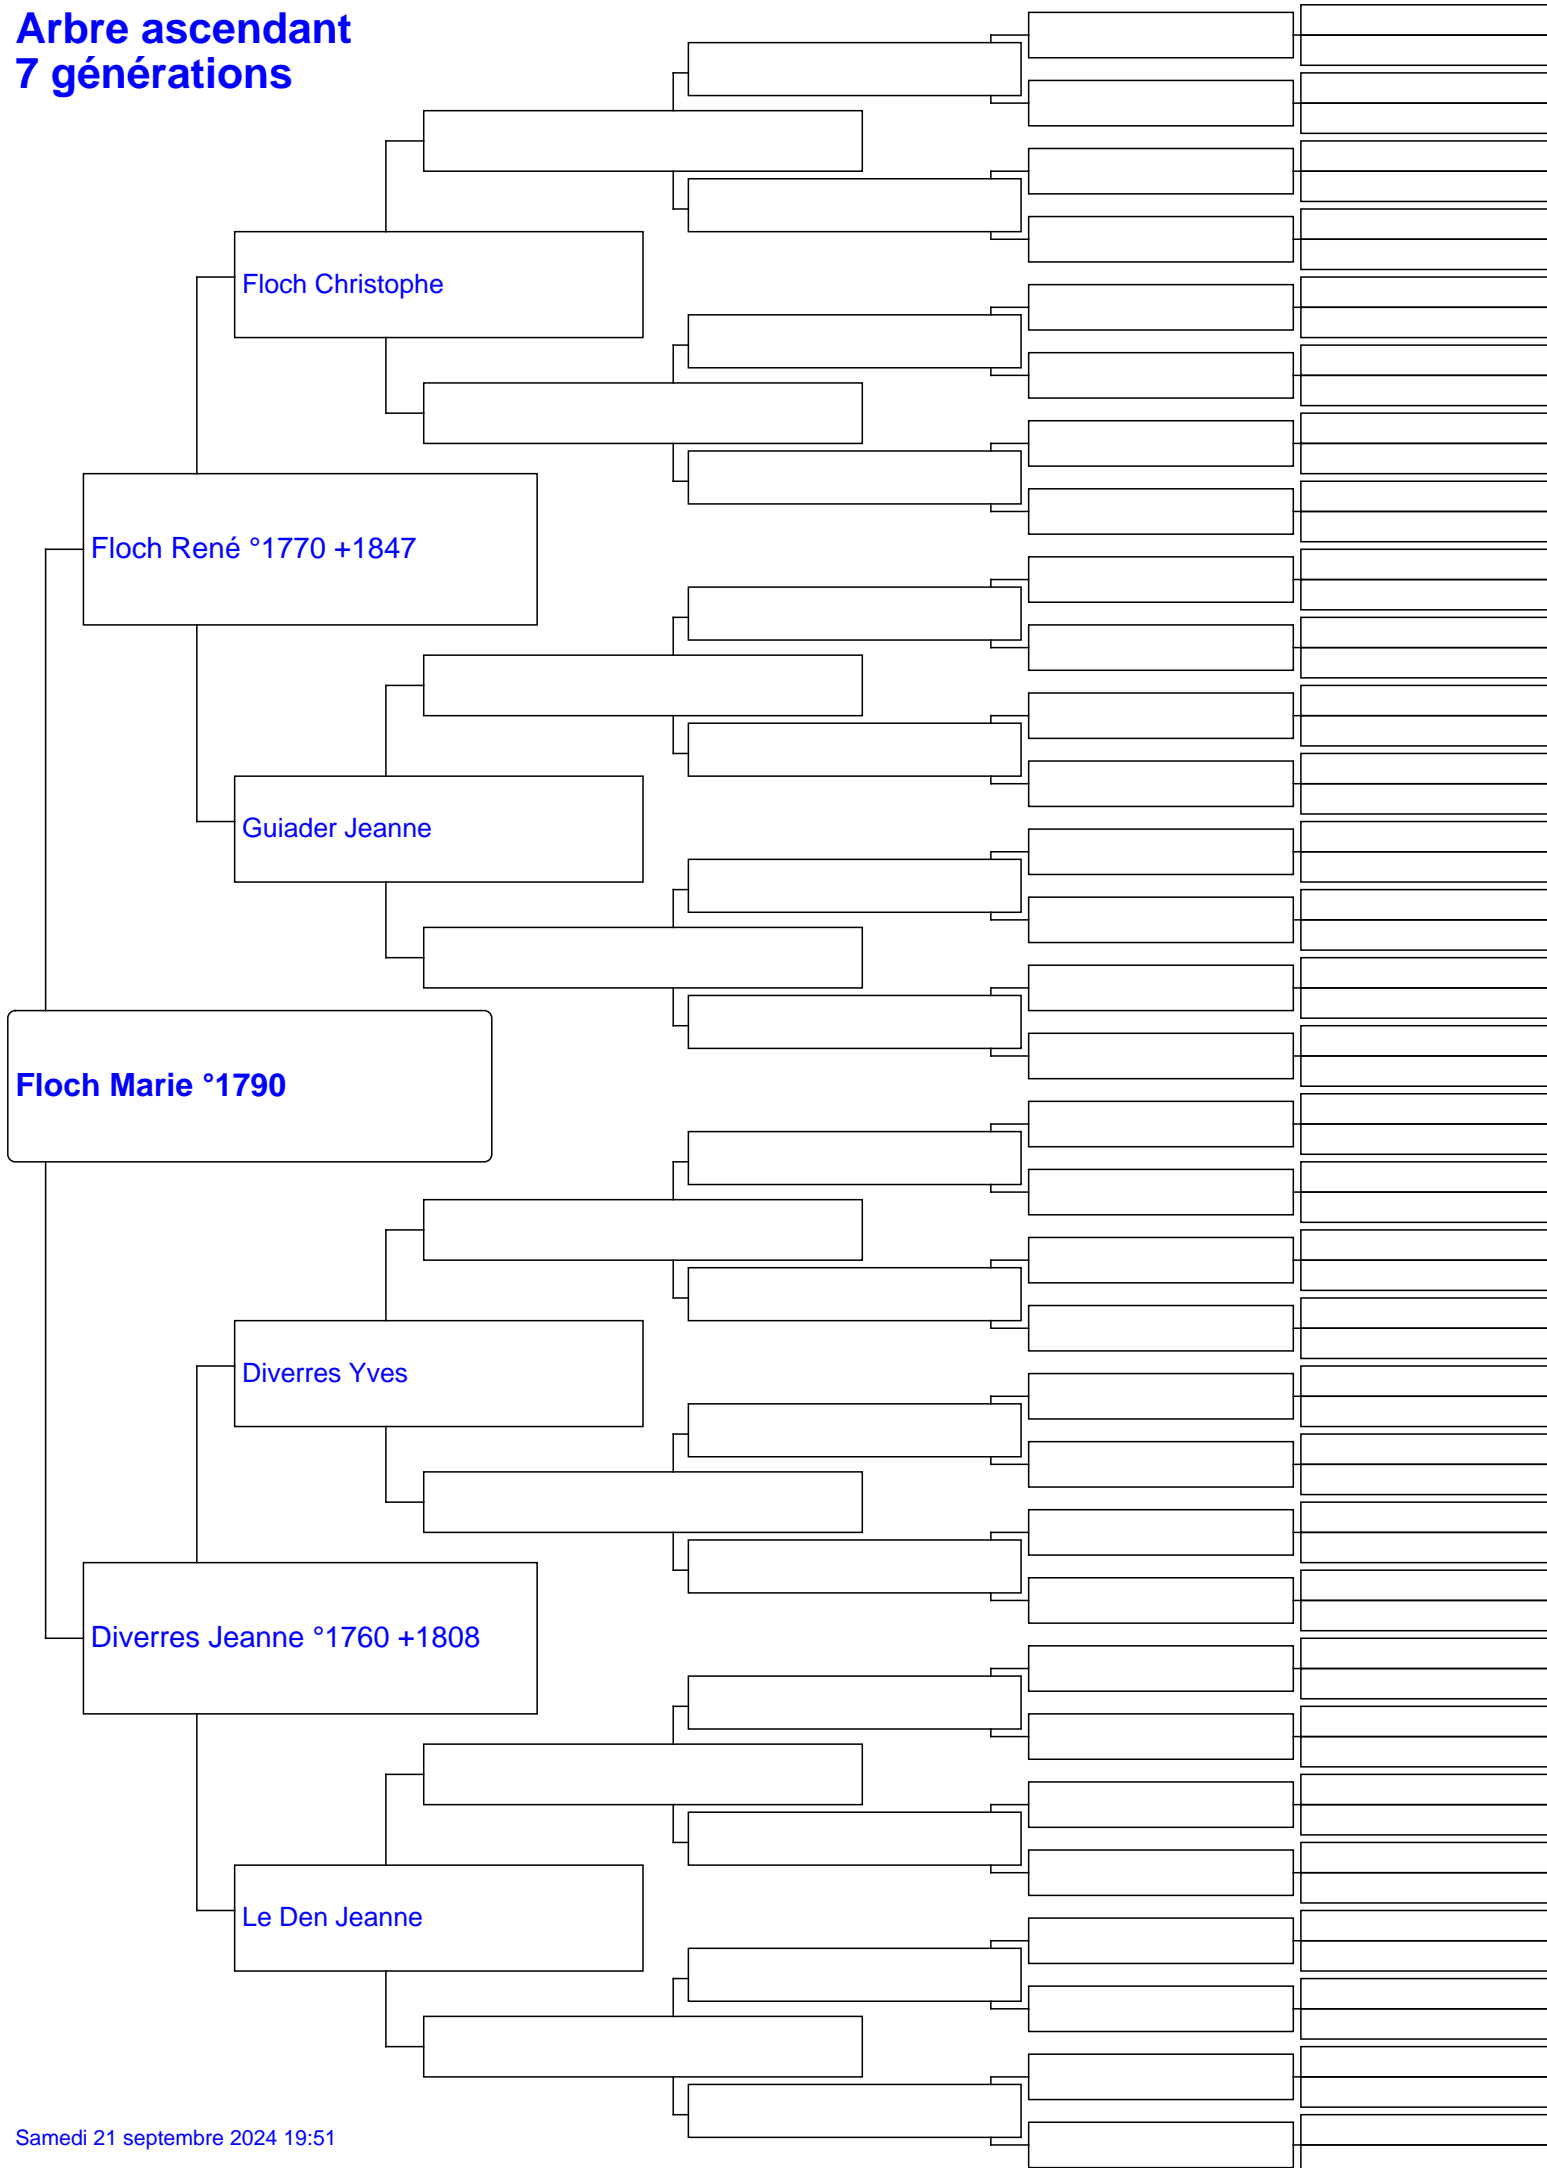 Arbre ascendant
7 générations
Floch Christophe
Floch René °1770 +1847
Guiader Jeanne
Floch Marie °1790
Diverres Yves
Diverres Jeanne °1760 +1808
Le Den Jeanne
Samedi 21 septembre 2024 19:51